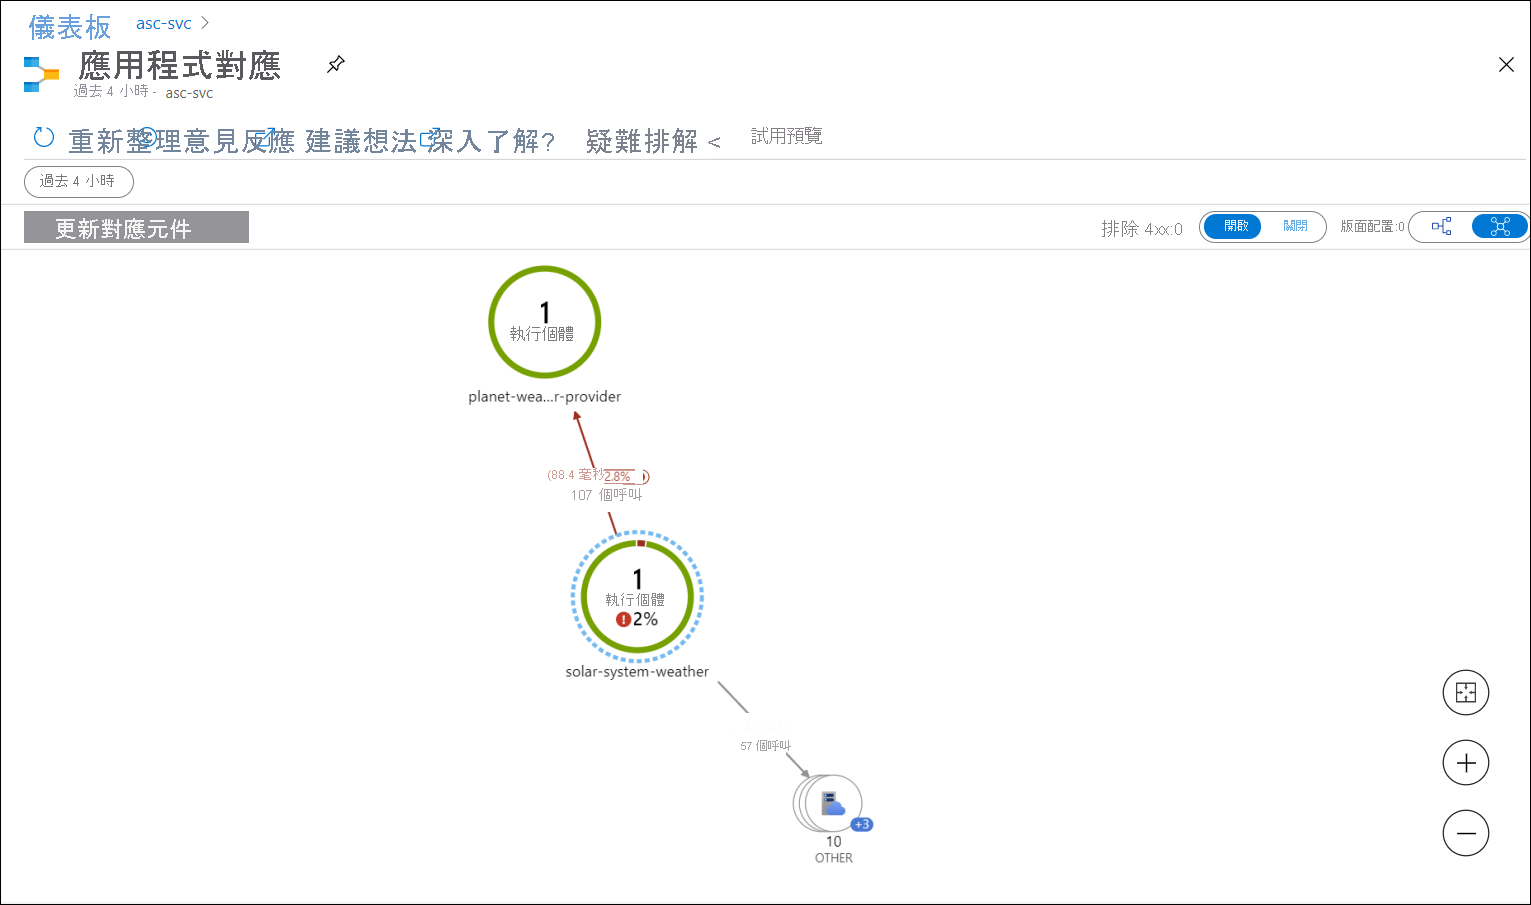 儀表板 asc-svc >
應用程式對應
過去 4 小時 - asc-svc
重新整理意見反應 建議想法 深入了解? 疑難排解 < 試用預覽
過去 4 小時
更新對應元件 排除 4xx:0 開啟 關閉 版面配置:0
1
執行個體
planet-wea...r-provider
(88.4 毫秒 2.8%
107 個呼叫
1
執行個體
2%
solar-system-weather
57 個呼叫
+3
10
OTHER